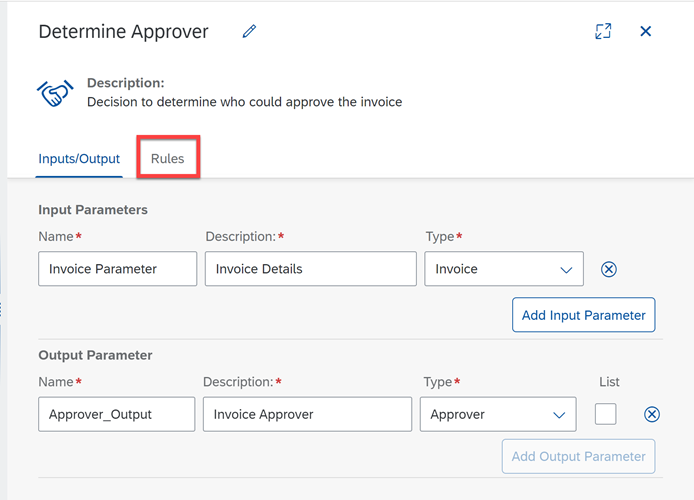 Determine Approver
Description:
Decision to determine who could approve the invoice
Inputs/Output Rules
Input Parameters
Name* Description:* Type*
Invoice Parameter Invoice Details Invoice
Add Input Parameter
Output Parameter
Name* Description:* Type* List
Approver_Output Invoice Approver Approver
Add Output Parameter